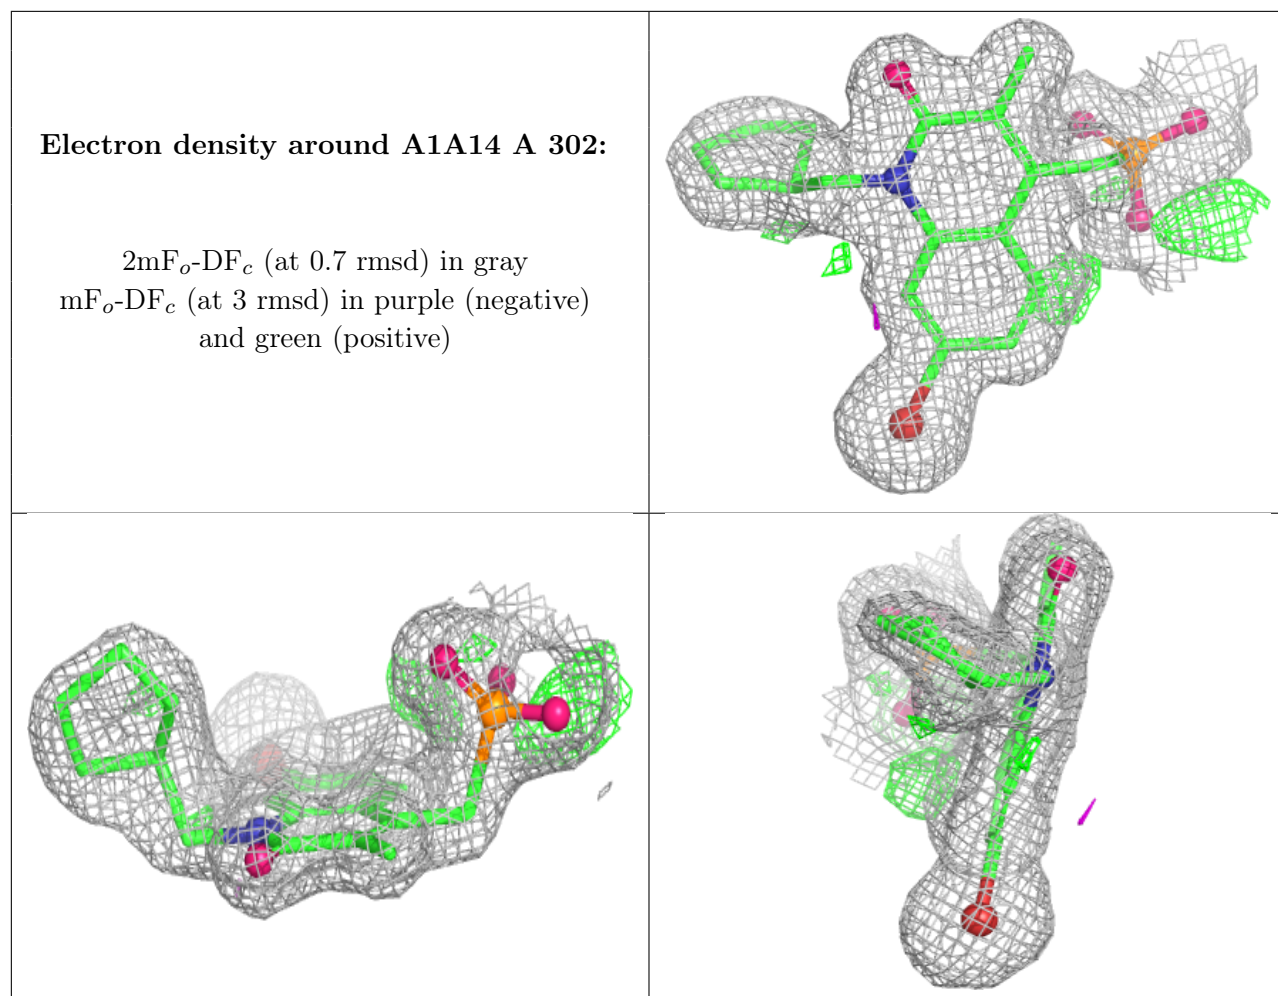 Electron density around A1A14 A 302:
2mFo-DFc (at 0.7 rmsd) in gray
mFo-DFc (at 3 rmsd) in purple (negative)
and green (positive)